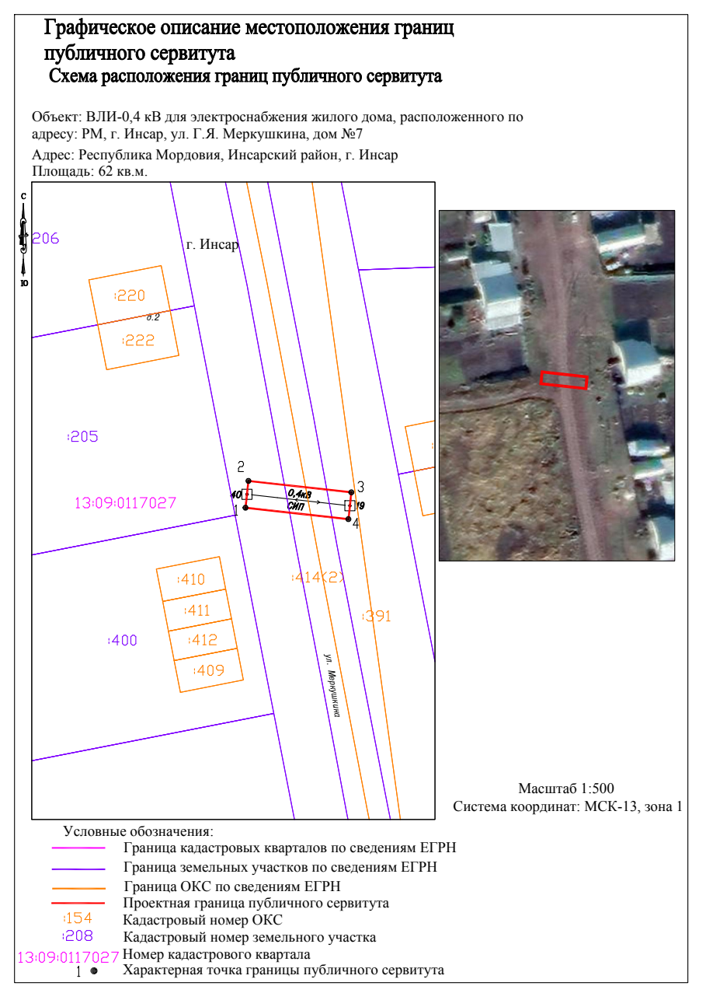 Графическое описание местоположения границ
публичного сервитута
Схема расположения границ публичного сервитута
Объект: ВЛИ-0,4 кВ для электроснабжения жилого дома, расположенного по
адресу: РМ, г. Инсар, ул. Г.Я. Меркушкина, дом №7
Адрес: Республика Мордовия, Инсарский район, г. Инсар
Площадь: 62 кв.м.
С
Ю
:206
г. Инсар
:220
д.2
:222
:205
2
3
40
0,4кВ
19
СИП
1
4
13:09:0117027
:410
:414(2)
:411
:391
:400
:412
:409
ул. Меркушкина
Масштаб 1:500
Система координат: МСК-13, зона 1
Условные обозначения:
Граница кадастровых кварталов по сведениям ЕГРН
Граница земельных участков по сведениям ЕГРН
Граница ОКС по сведениям ЕГРН
Проектная граница публичного сервитута
:154 Кадастровый номер ОКС
:208 Кадастровый номер земельного участка
13:09:0117027 Номер кадастрового квартала
1 Характерная точка границы публичного сервитута